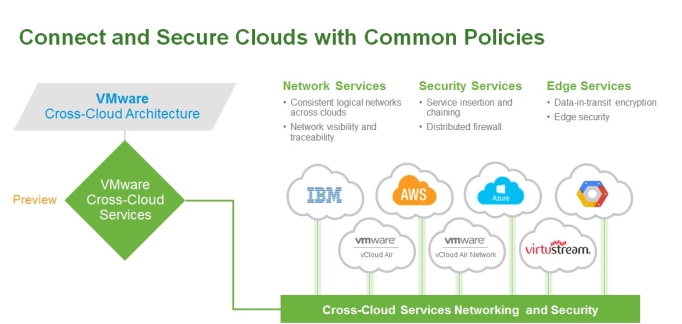 Connect and Secure Clouds with Common Policies
VMware
Cross-Cloud Architecture
Preview
VMware
Cross-Cloud
Services
Network Services
• Consistent logical networks
across clouds
• Network visibility and
traceability
Security Services
• Service insertion and
chaining
• Distributed firewall
Edge Services
• Data-in-transit encryption
• Edge security
IBM
AWS
Azure
vmware
vCloud Air
vmware
vCloud Air Network
virtustream.
Cross-Cloud Services Networking and Security